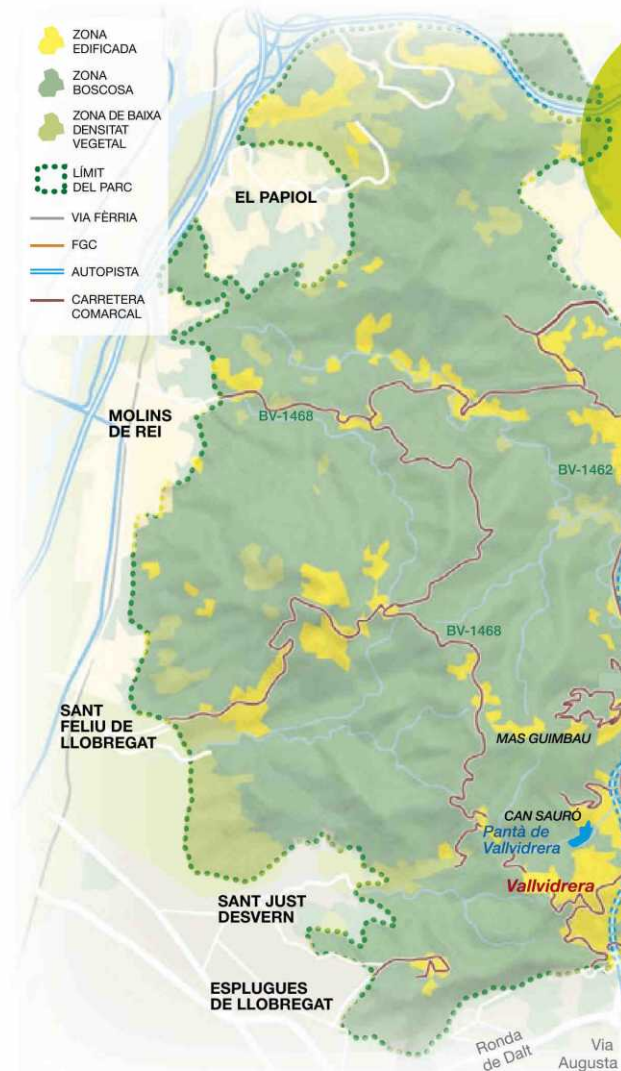 ZONA
EDIFICADA
ZONA
BOSCOSA
ZONA DE BAIXA
DENSITAT
VEGETAL
LÍMIT
DEL PARC
VIA FÈRRIA
FGC
AUTOPISTA
CARRETERA
COMARCAL
EL PAPIOL
MOLINS
DE REI
BV-1468
BV-1462
BV-1468
SANT
FELIU DE
LLOBREGAT
MAS GUIMBAU
CAN SAURÓ
Pantà de
Vallvidrera
Vallvidrera
SANT JUST
DESVERN
ESPLUGUES
DE LLOBREGAT
Ronda
de Dalt
Via
Augusta